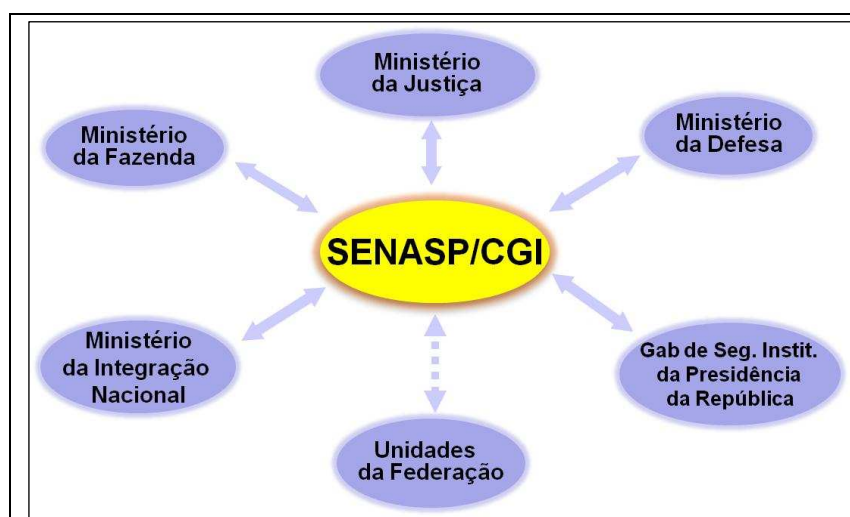 Ministério
da Justiça
Ministério
da Fazenda
Ministério
da Defesa
SENASP/CGI
Ministério
da Integração
Nacional
Gab de Seg. Instit.
da Presidência
da República
Unidades
da Federação